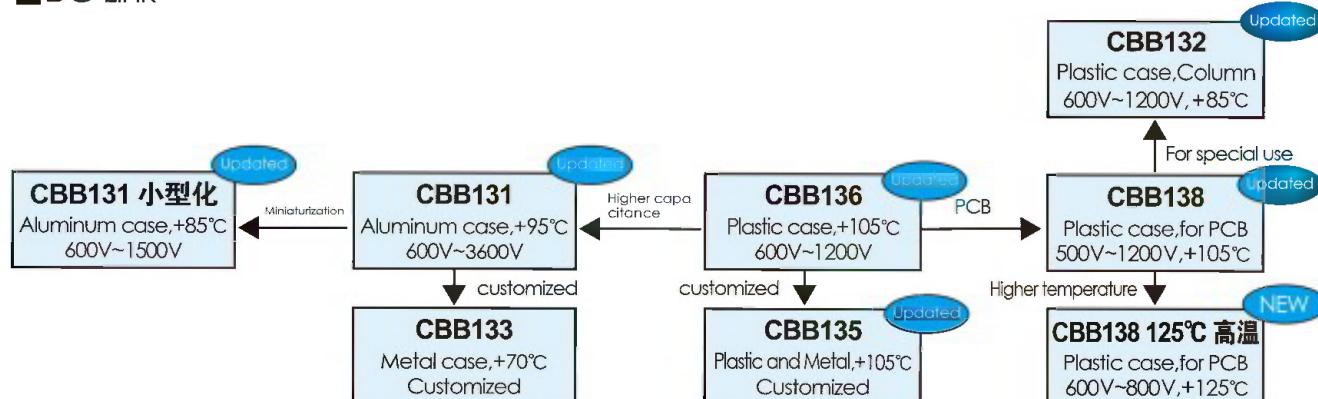 Updated
CBB132
Plastic case,Column
600V~1200V,+85℃
For special use
Updated
CBB131 小型化
Aluminum case,+85℃
600V~1500V
Miniaturization
Updated
CBB131
Aluminum case,+95℃
600V~3600V
Higher capa
citance
Updated
CBB136
Plastic case,+105℃
600V~1200V
PCB
Updated
CBB138
Plastic case,for PCB
500V~1200V,+105℃
customized
customized
Higher temperature
CBB133
Metal case,+70℃
Customized
Updated
CBB135
Plastic and Metal,+105℃
Customized
NEW
CBB138 125℃ 高温
Plastic case,for PCB
600V~800V,+125℃